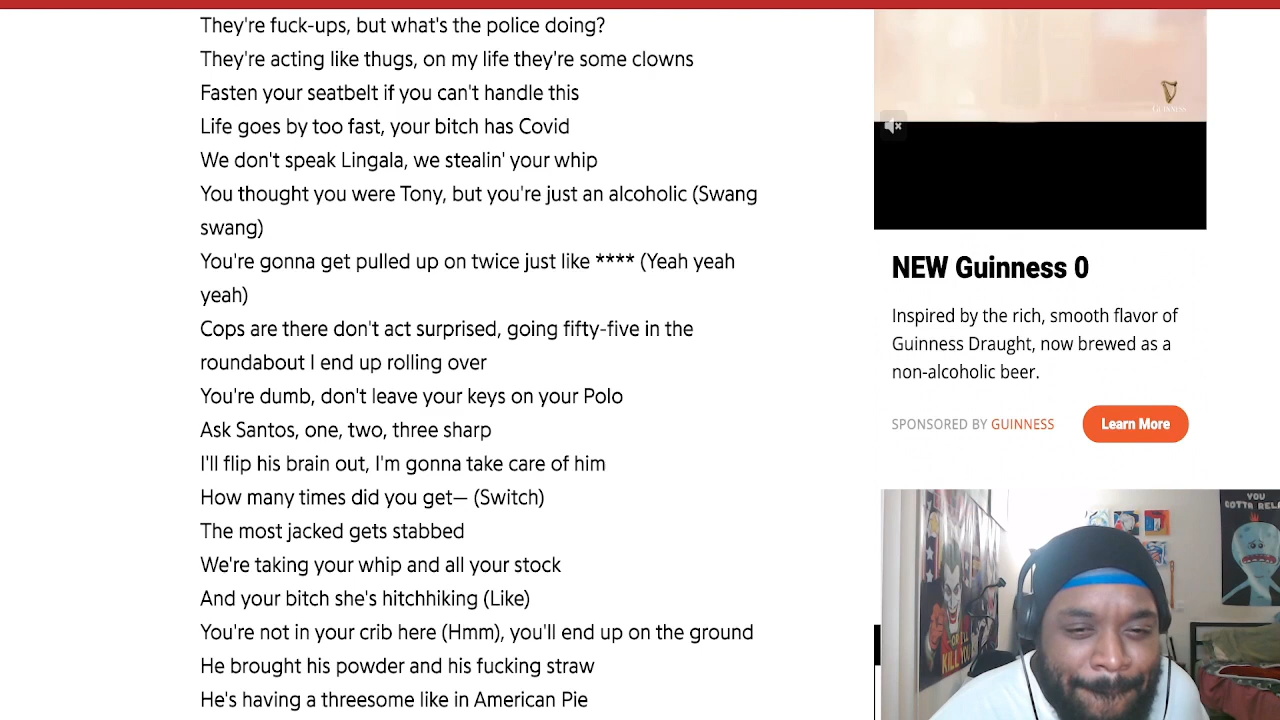 They're fuck-ups, but what's the police doing?
They're acting like thugs, on my life they're some clowns
Fasten your seatbelt if you can't handle this
Life goes by too fast, your bitch has Covid
We don't speak Lingala, we stealin' your whip
You thought you were Tony, but you're just an alcoholic (Swang
swang)
You're gonna get pulled up on twice just like **** (Yeah yeah
yeah)
Cops are there don't act surprised, going fifty-five in the
roundabout I end up rolling over
You're dumb, don't leave your keys on your Polo
Ask Santos, one, two, three sharp
I'll flip his brain out, I'm gonna take care of him
How many times did you get— (Switch)
The most jacked gets stabbed
We're taking your whip and all your stock
And your bitch she's hitchhiking (Like)
You're not in your crib here (Hmm), you'll end up on the ground
He brought his powder and his fucking straw
He's having a threesome like in American Pie
GUINNESS
NEW Guinness 0
Inspired by the rich, smooth flavor of
Guinness Draught, now brewed as a
non-alcoholic beer.
SPONSORED BY GUINNESS
Learn More
YOU
GOTTA RELA
KILL YO